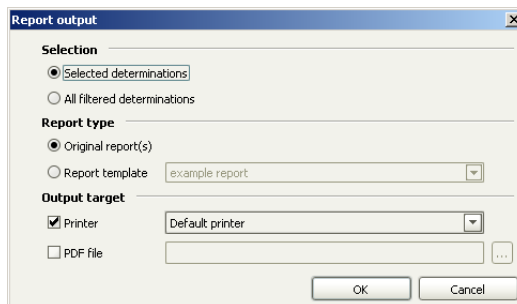 Report output
Selection
Selected determinations
All filtered determinations
Report type
Original report(s)
Report template example report
Output target
Printer Default printer
PDF file ...
OK Cancel